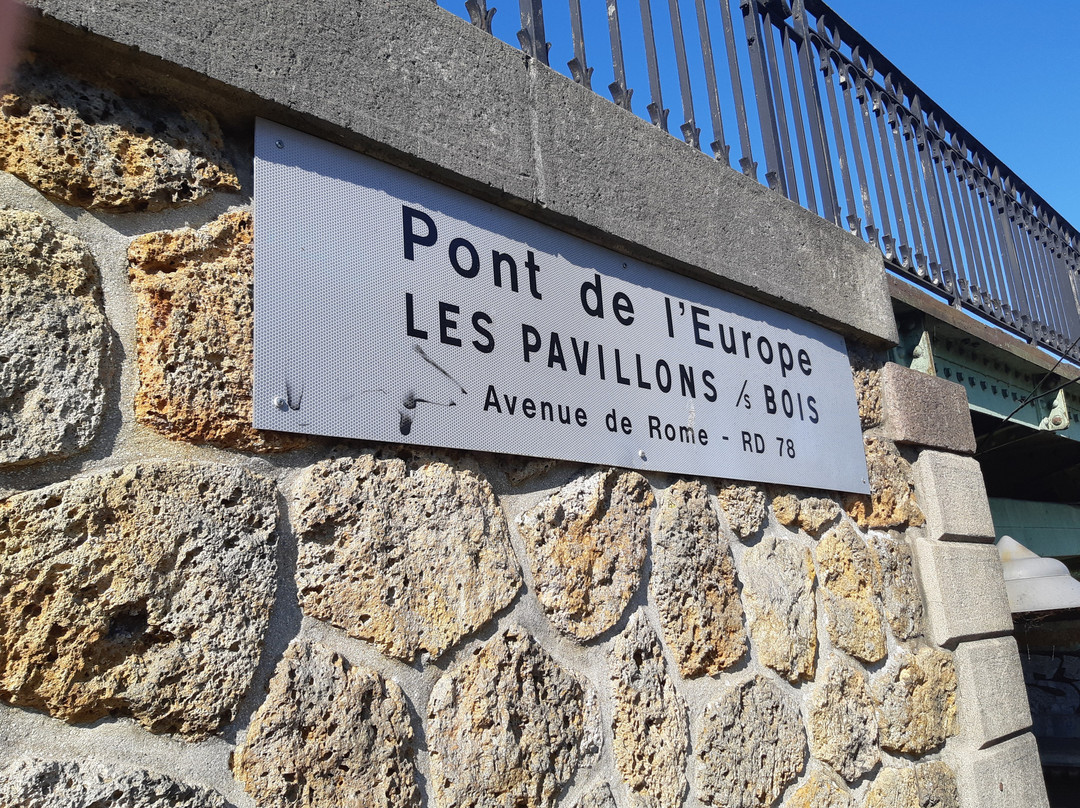 Pont de l'Europe
LES PAVILLONS /s BOIS
Avenue de Rome - RD 78